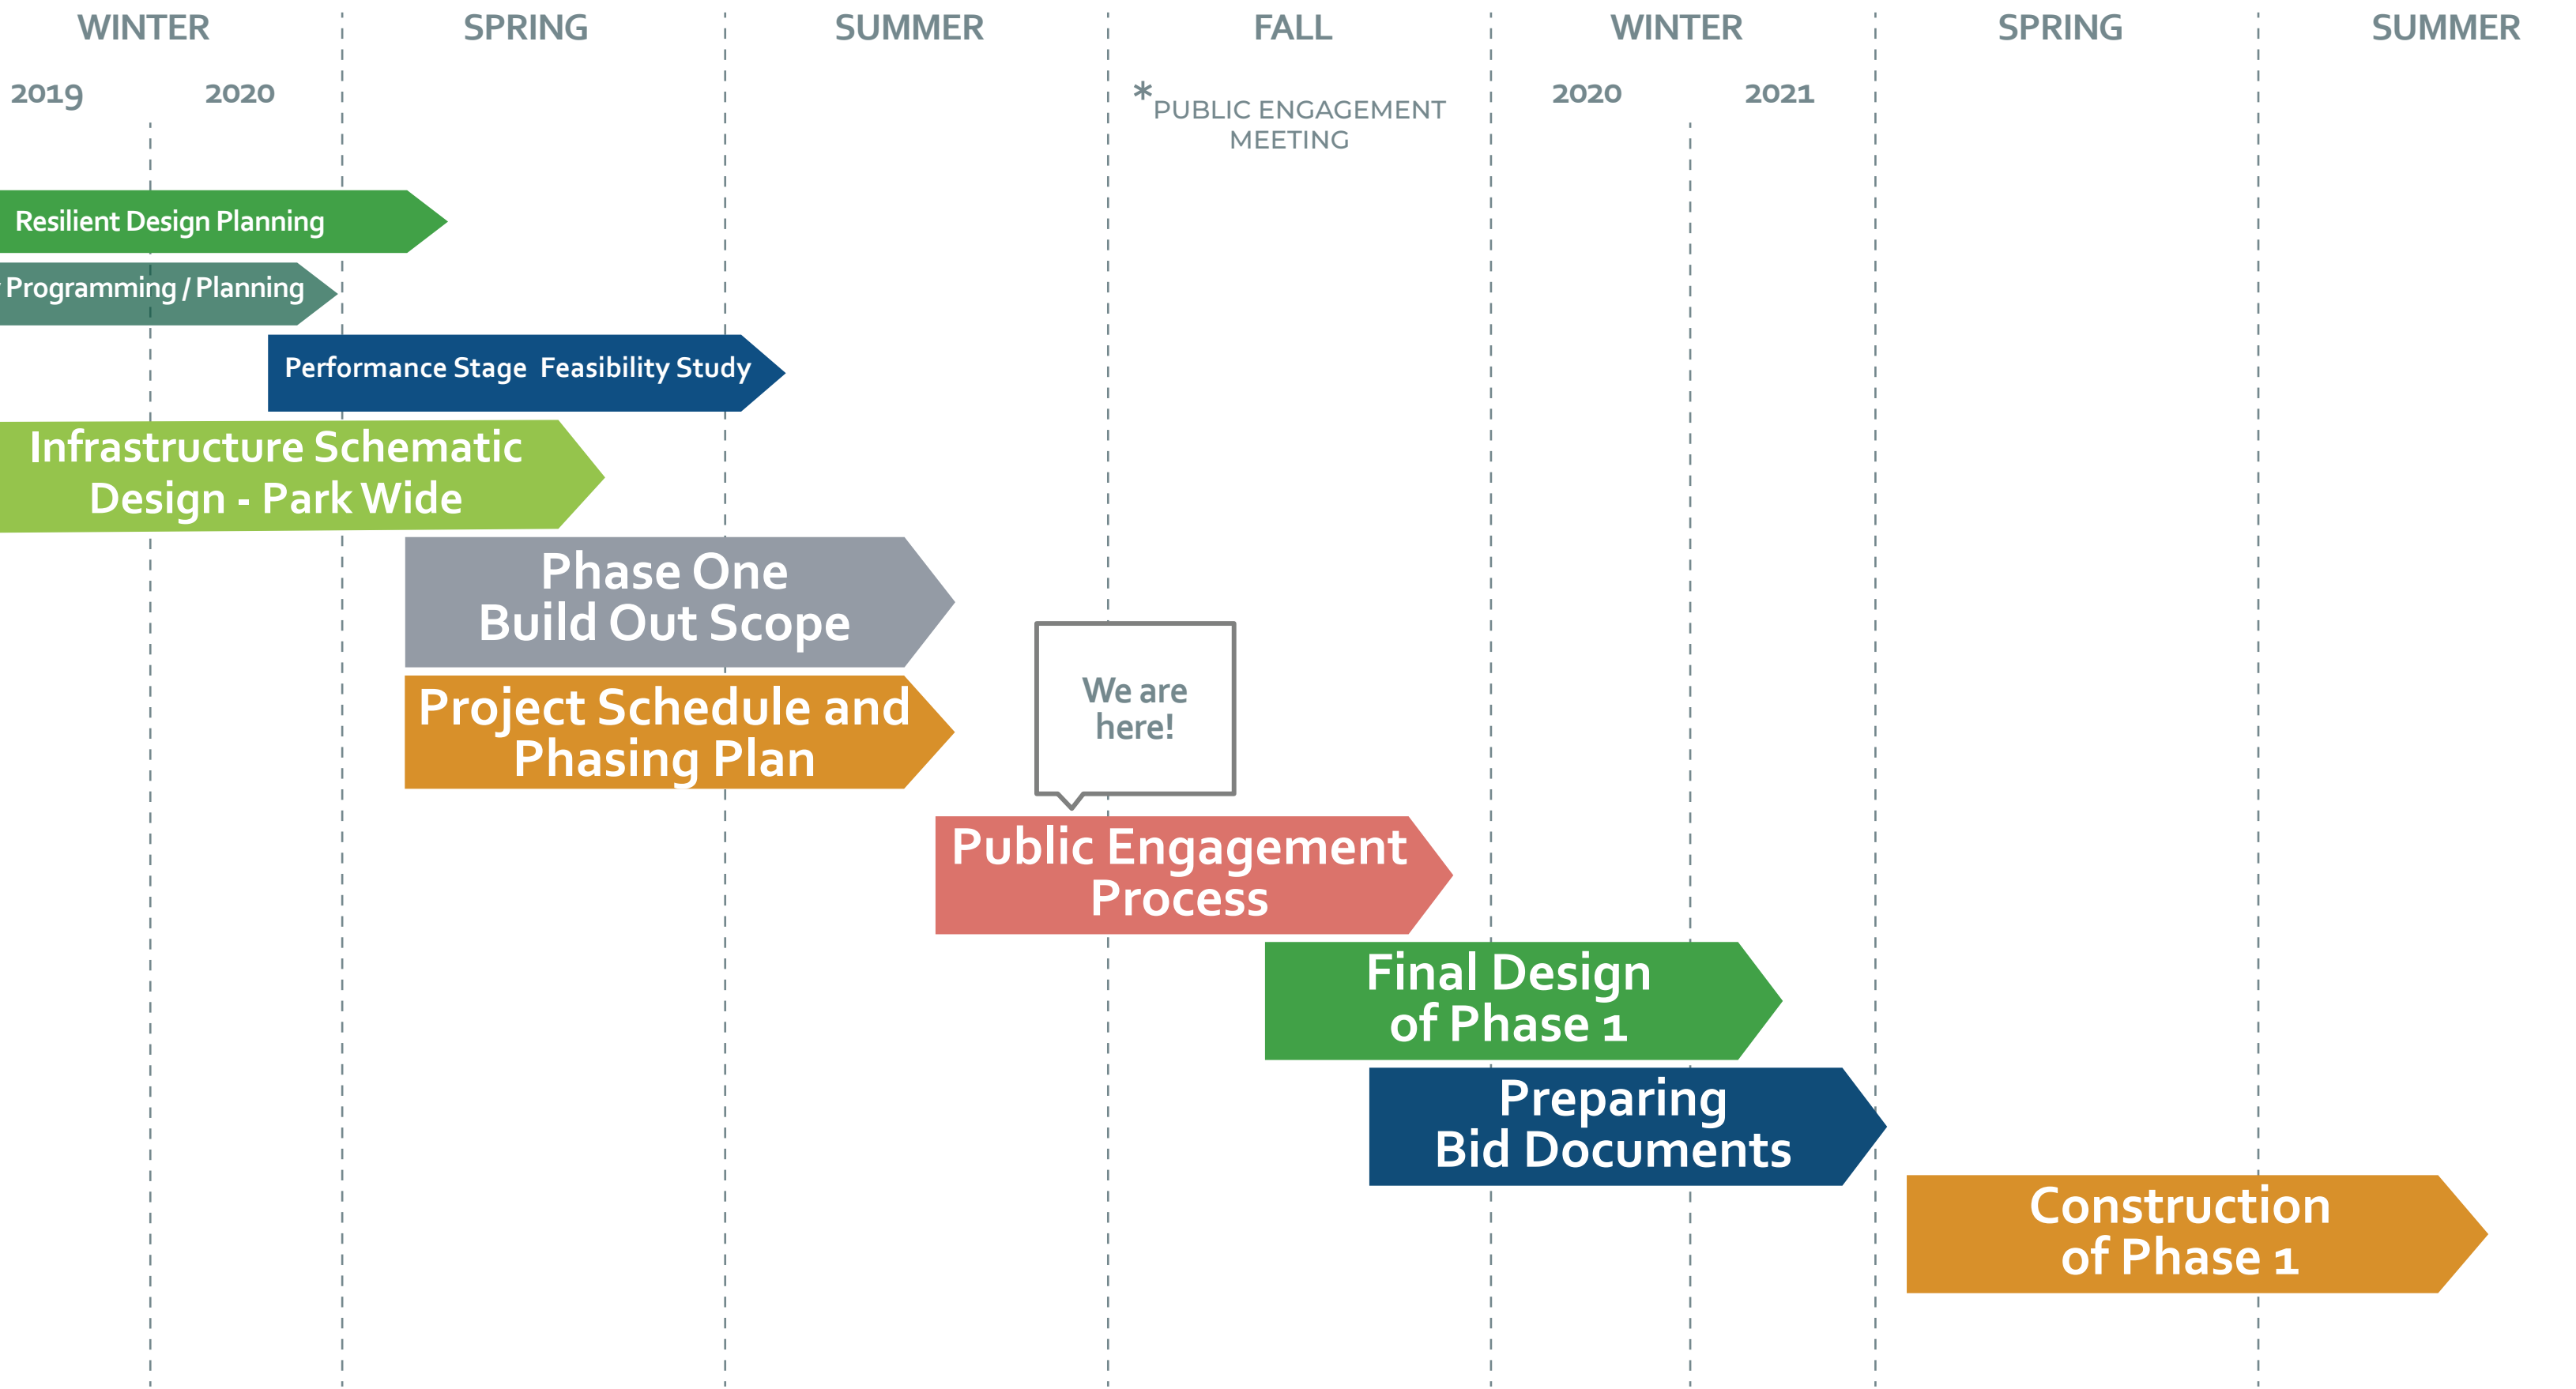 WINTER SPRING SUMMER FALL WINTER SPRING SUMMER
2019 2020 2020 2021
*PUBLIC ENGAGEMENT
MEETING
Resilient Design Planning
Programming / Planning
Performance Stage Feasibility Study
Infrastructure Schematic
Design - Park Wide
Phase One
Build Out Scope
We are
here!
Project Schedule and
Phasing Plan
Public Engagement
Process
Final Design
of Phase 1
Preparing
Bid Documents
Construction
of Phase 1